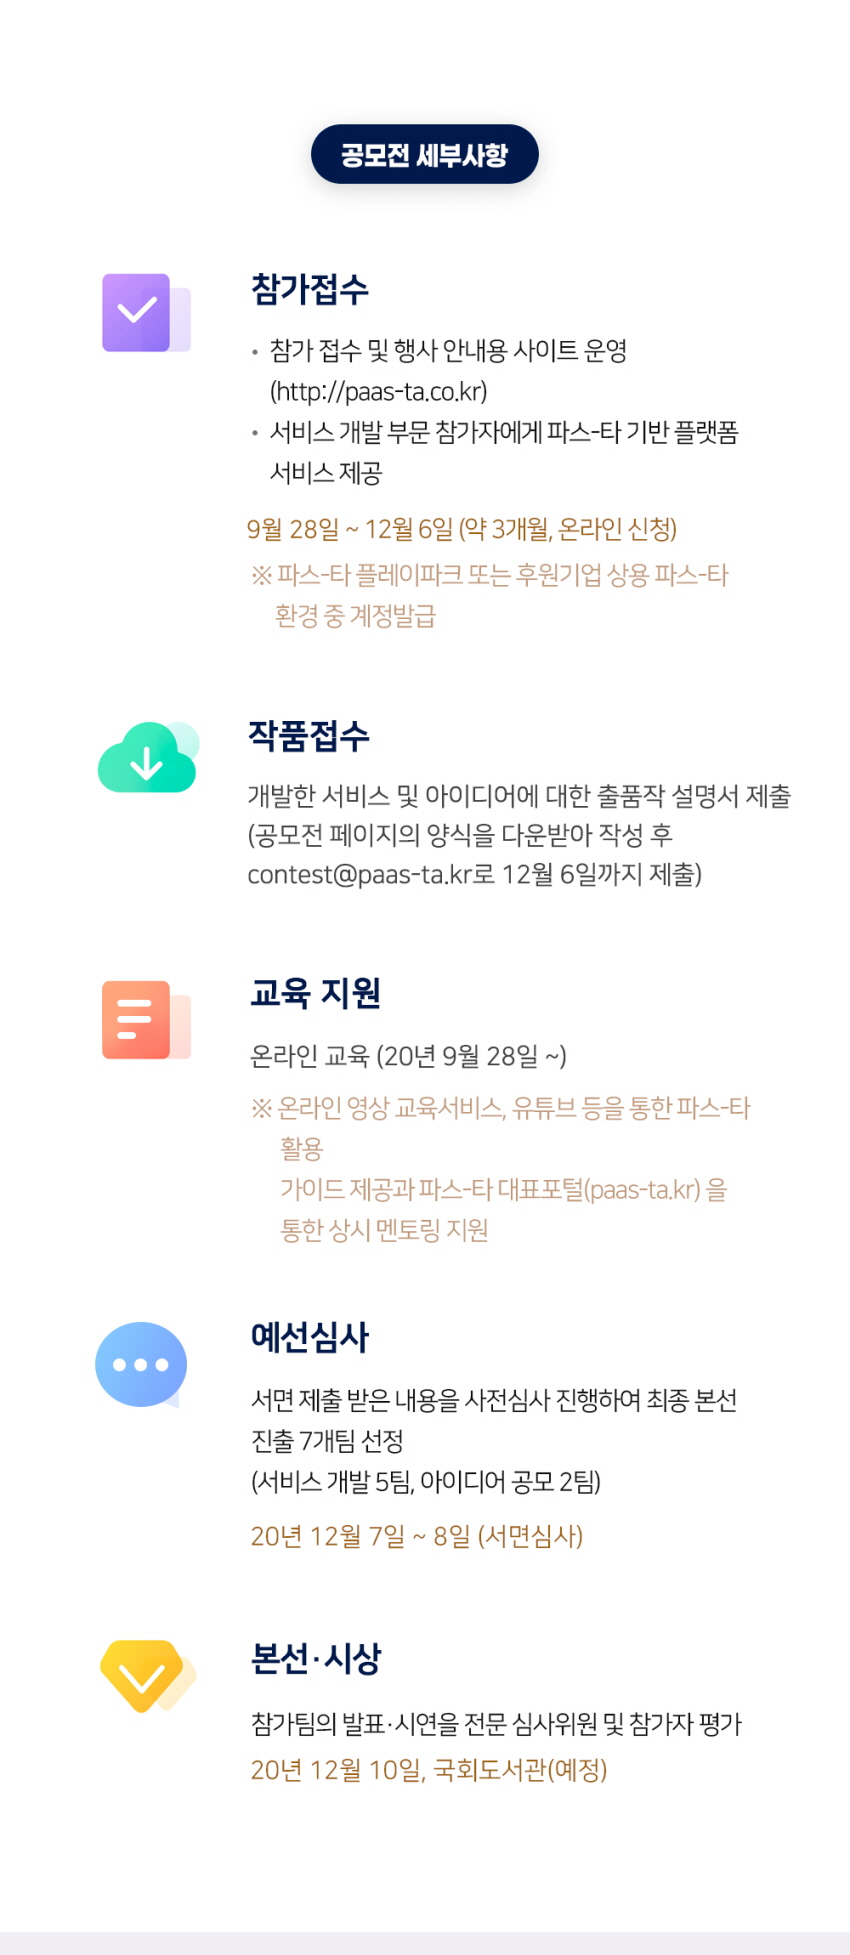 공모전 세부사항
참가접수
• 참가 접수 및 행사 안내용 사이트 운영
(http://paas-ta.co.kr)
• 서비스 개발 부문 참가자에게 파스-타 기반 플랫폼
서비스 제공
9월 28일 ~ 12월 6일 (약 3개월, 온라인 신청)
※ 파스-타 플레이파크 또는 후원기업 상용 파스-타
환경 중 계정발급
작품접수
개발한 서비스 및 아이디어에 대한 출품작 설명서 제출
(공모전 페이지의 양식을 다운받아 작성 후
contest@paas-ta.kr로 12월 6일까지 제출)
교육 지원
온라인 교육 (20년 9월 28일 ~)
※ 온라인 영상 교육서비스, 유튜브 등을 통한 파스-타
활용
가이드 제공과 파스-타 대표포털(paas-ta.kr) 을
통한 상시 멘토링 지원
예선심사
서면 제출 받은 내용을 사전심사 진행하여 최종 본선
진출 7개팀 선정
(서비스 개발 5팀, 아이디어 공모 2팀)
20년 12월 7일 ~ 8일 (서면심사)
본선·시상
참가팀의 발표·시연을 전문 심사위원 및 참가자 평가
20년 12월 10일, 국회도서관(예정)